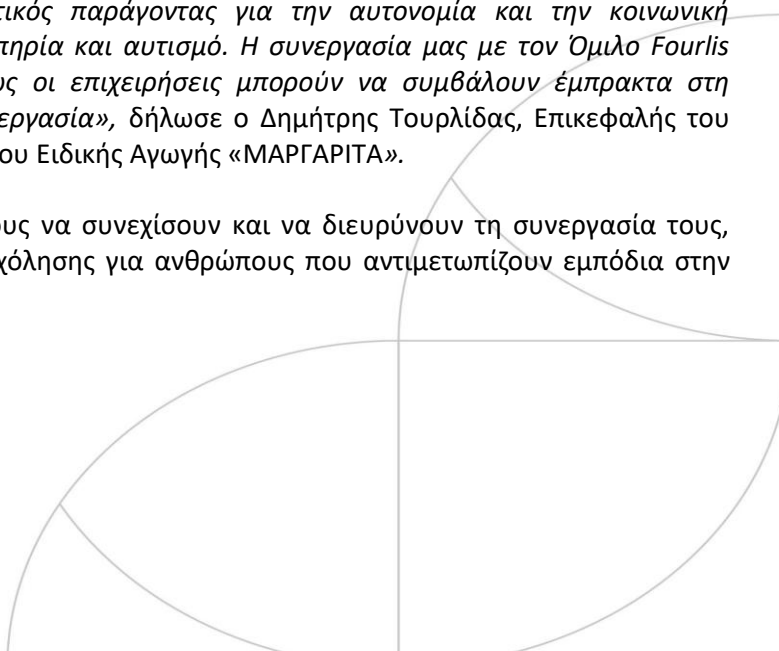 τικός παράγοντας για την αυτονομία και την κοινωνική
πηρία και αυτισμό. Η συνεργασία μας με τον Όμιλο Fourlis
ως οι επιχειρήσεις μπορούν να συμβάλουν έμπρακτα στη
εργασία», δήλωσε ο Δημήτρης Τουρλίδας, Επικεφαλής του
ου Ειδικής Αγωγής «ΜΑΡΓΑΡΙΤΑ».
ους να συνεχίσουν και να διευρύνουν τη συνεργασία τους,
χόλησης για ανθρώπους που αντιμετωπίζουν εμπόδια στην